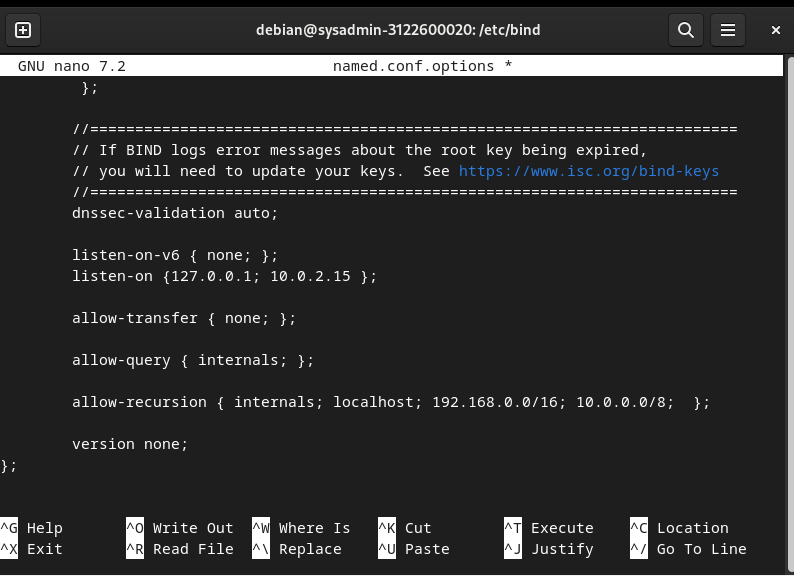 debian@sysadmin-3122600020: /etc/bind
GNU nano 7.2 named.conf.options *
};
//========================================================================
// If BIND logs error messages about the root key being expired,
// you will need to update your keys.  See https://www.isc.org/bind-keys
//========================================================================
dnssec-validation auto;
listen-on-v6 { none; };
listen-on {127.0.0.1; 10.0.2.15 };
allow-transfer { none; };
allow-query { internals; };
allow-recursion { internals; localhost; 192.168.0.0/16; 10.0.0.0/8;  };
version none;
};
^G Help ^O Write Out ^W Where Is ^K Cut ^T Execute ^C Location
^X Exit ^R Read File ^\ Replace ^U Paste ^J Justify ^/ Go To Line